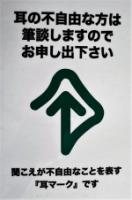 耳の不自由な方は
筆談しますので
お申し出下さい
聞こえが不自由なことを表す
『耳マーク』です